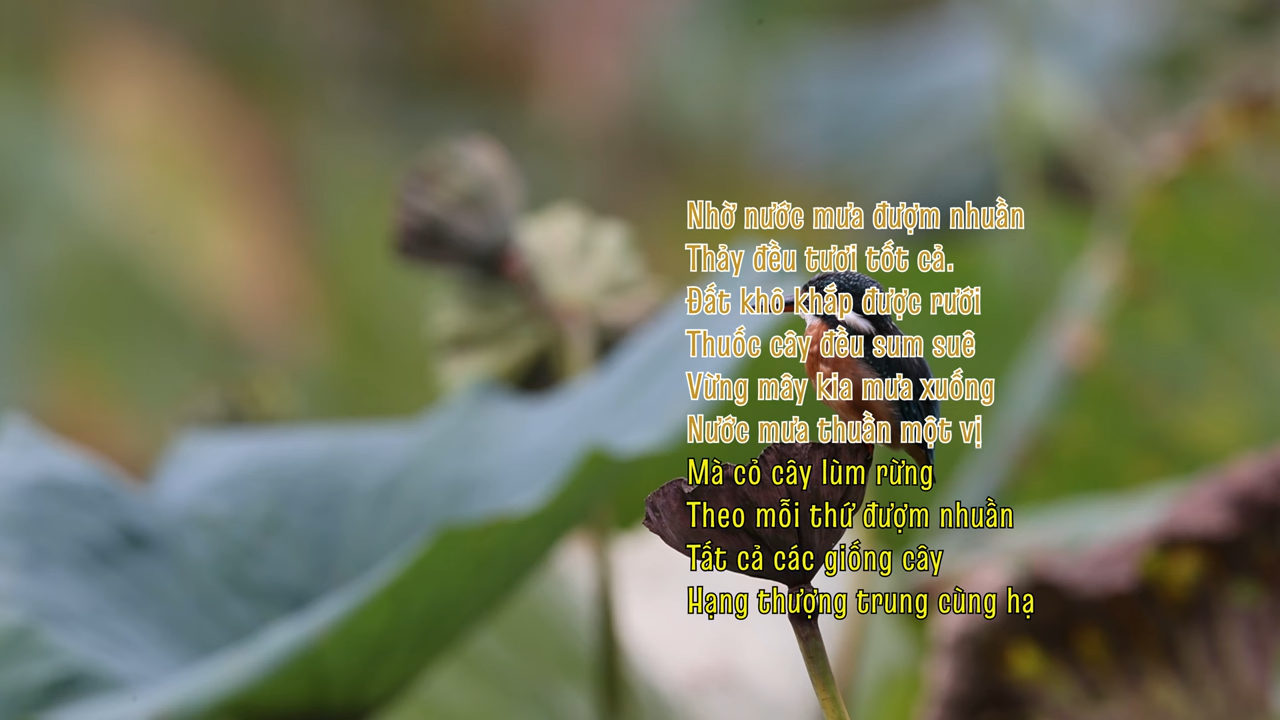 Nhờ nước mưa đượm nhuần
Thảy đều tươi tốt cả.
Đất khô khắp được rưới
Thuốc cây đều sum suê
Vừng mây kia mưa xuống
Nước mưa thuần một vị
Mà cỏ cây lùm rừng
Theo mỗi thứ đượm nhuần
Tất cả các giống cây
Hạng thượng trung cùng hạ